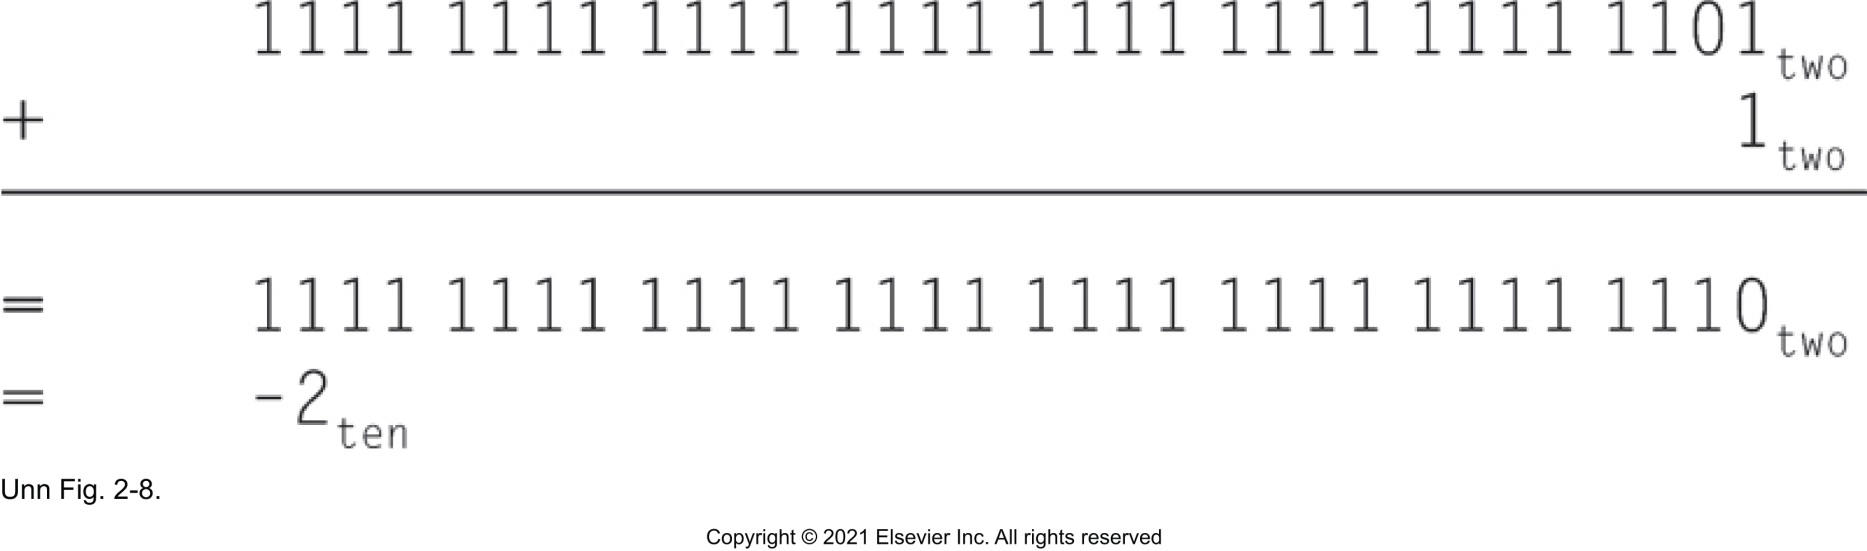 1111 1111 1111 1111 1111 1111 1111 1101two
+ 1two
= 1111 1111 1111 1111 1111 1111 1111 1110two
= -2ten
Unn Fig. 2-8.
Copyright © 2021 Elsevier Inc. All rights reserved